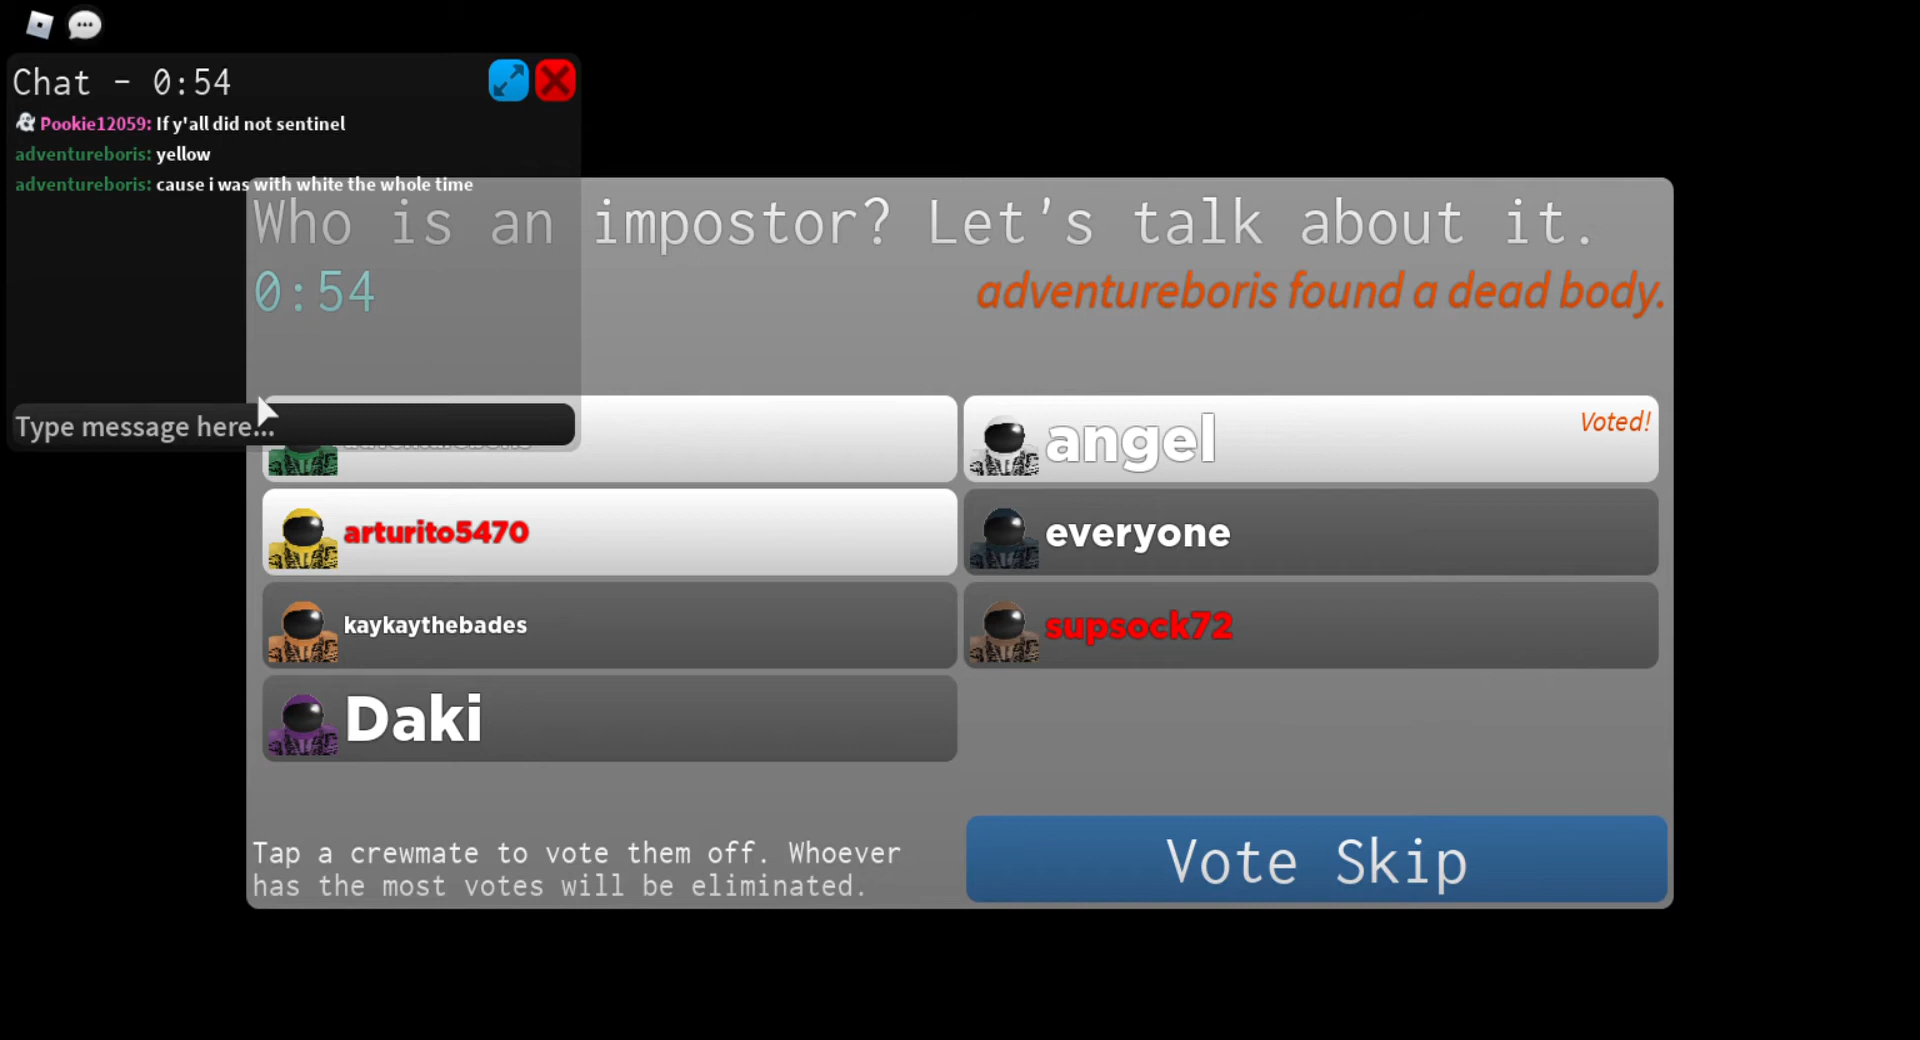 Chat - 0:54
Pookie12059: If y'all did not sentinel
adventureboris: yellow
adventureboris: cause i was with white the whole time
Type message here...
Who is an impostor? Let's talk about it.
0:54
adventureboris found a dead body.
adventureboris
angel
Voted!
arturito5470
everyone
kaykaythebades
supsock72
Daki
Tap a crewmate to vote them off. Whoever
has the most votes will be eliminated.
Vote Skip